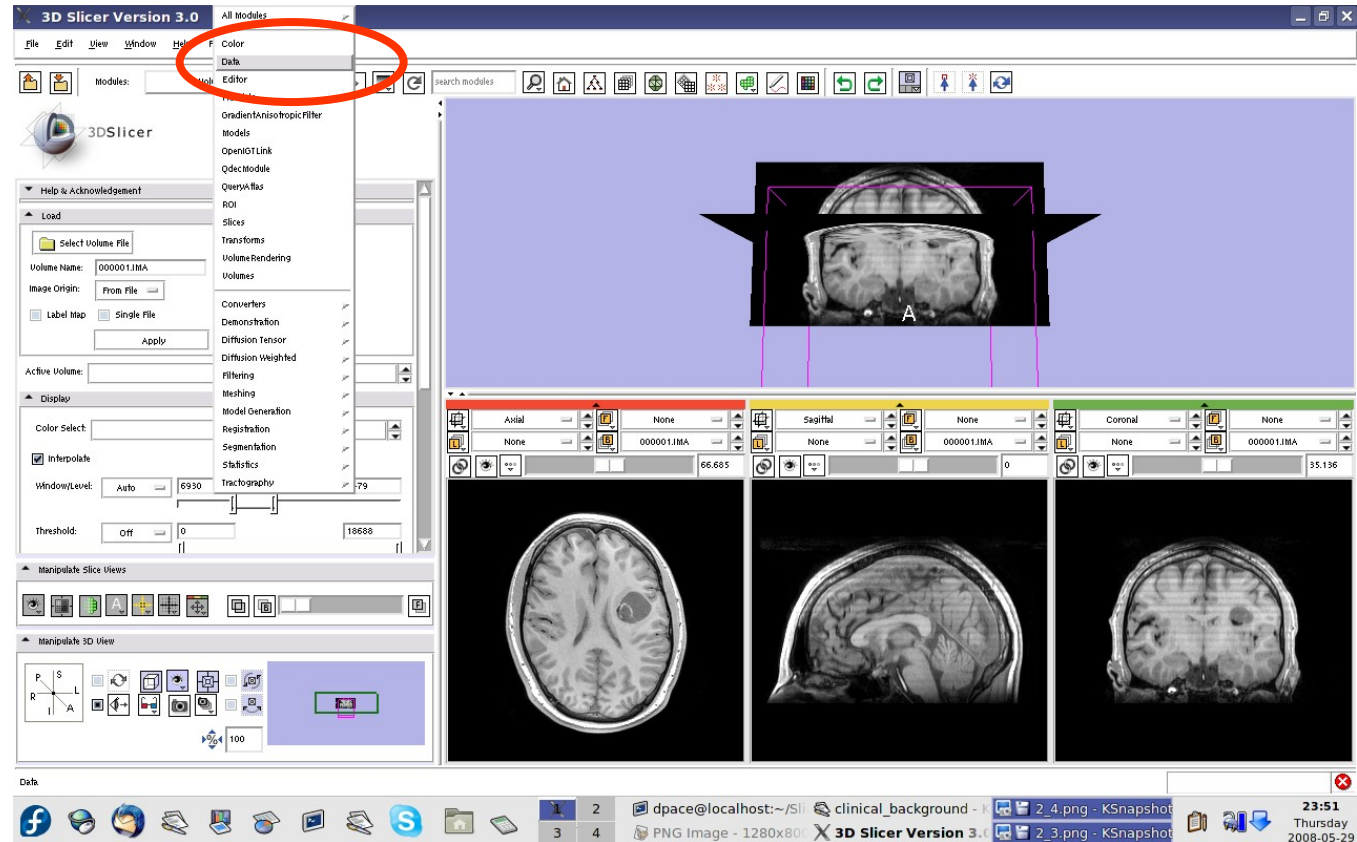 3D Slicer Version 3.0
All Modules
File Edit View Window Help
Color
Data
Editor
Modules:
search modules
3DSlicer
GradientAnisotropicFilter
Models
OpenIGTLink
QdecModule
QueryAtlas
ROI
Slices
Transforms
VolumeRendering
Volumes
Converters
Demonstration
Diffusion Tensor
Diffusion Weighted
Filtering
Meshing
Model Generation
Registration
Segmentation
Statistics
Tractography
Help & Acknowledgement
Load
Select Volume File
Volume Name: 000001.IMA
Image Origin: From File
Label Map Single File
Apply
Active Volume:
Display
Color Select:
Interpolate
Window/Level: Auto 6930 79
Threshold: Off 0 18688
Manipulate Slice Views
Manipulate 3D View
P S
R L
I A
100
A
Axial F None
L None B 000001.IMA
66.685
Sagittal F None
L None B 000001.IMA
0
Coronal F None
L None B 000001.IMA
35.136
Data
1 2
3 4
dpace@localhost:~/Sli
clinical_background - K
2_4.png - KSnapshot
PNG Image - 1280x800
3D Slicer Version 3.0
2_3.png - KSnapshot
23:51
Thursday
2008-05-29